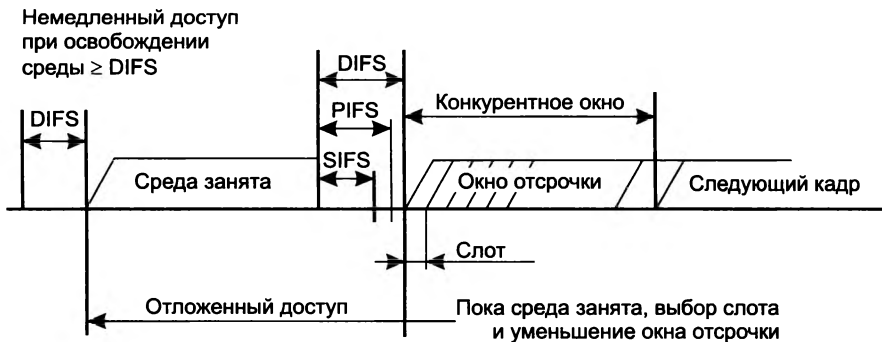 Немедленный доступ
при освобождении
среды ≥ DIFS
DIFS
DIFS
PIFS
SIFS
Конкурентное окно
Среда занята
Окно отсрочки
Следующий кадр
Слот
Отложенный доступ
Пока среда занята, выбор слота
и уменьшение окна отсрочки